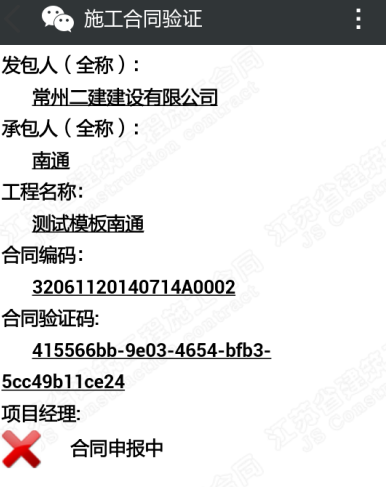 施工合同验证
发包人（全称）:
常州二建建设有限公司
承包人（全称）:
南通
工程名称:
测试模板南通
合同编码:
32061120140714A0002
合同验证码:
415566bb-9e03-4654-bfb3-
5cc49b11ce24
项目经理:
合同申报中